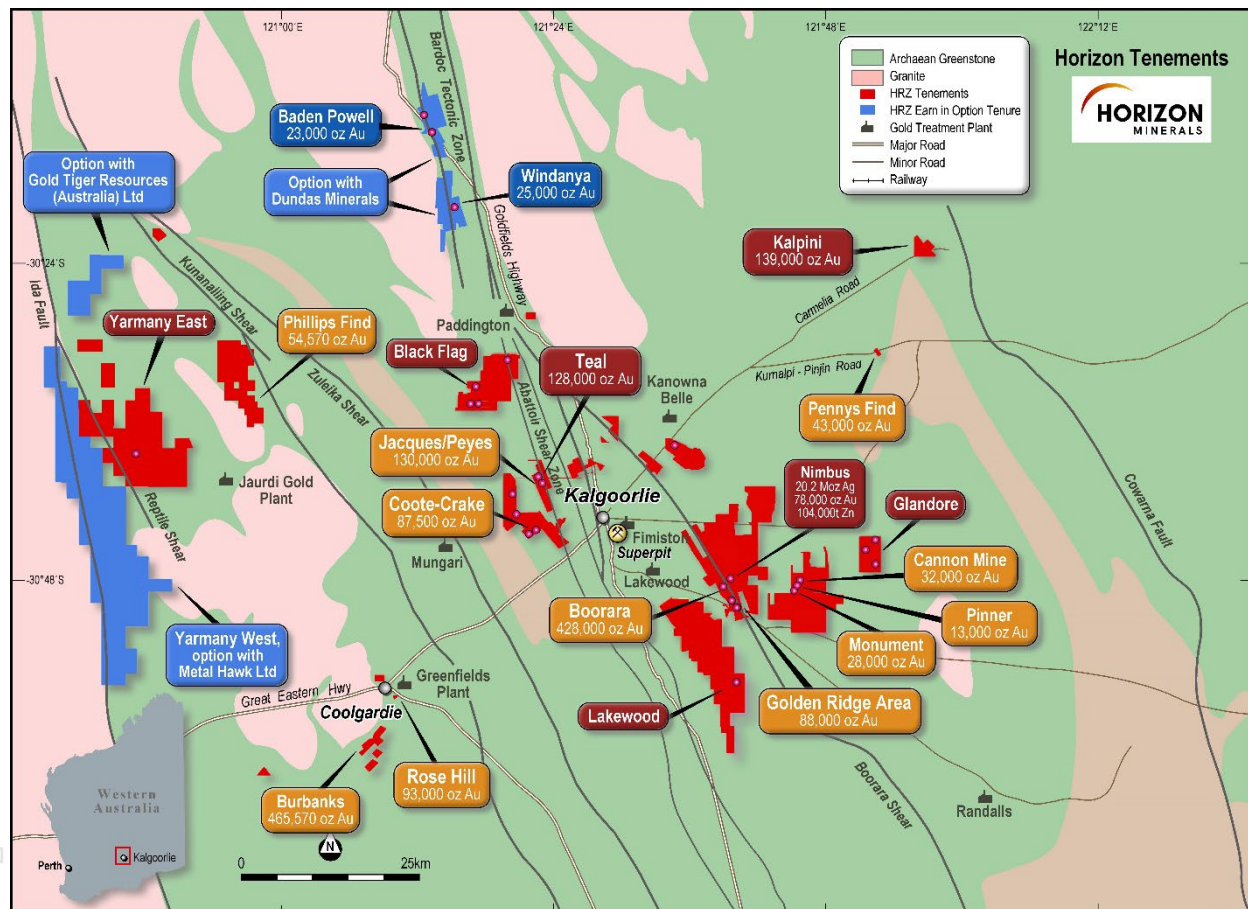 121°00'
121°24'
121°48'
122°12'
Horizon Tenements
HORIZON
MINERALS
Archaean Greenstone
Granite
HRZ Tenements
HRZ Earn in Option Tenure
Gold Treatment Plant
Major Road
Minor Road
Railway
Bardoc Tectonic Zone
Baden Powell
23,000 oz Au
Option with
Gold Tiger Resources
(Australia) Ltd
Option with
Dundas Minerals
Windanya
25,000 oz Au
Goldfields Highway
Kalpini
139,000 oz Au
-30°24'S
Ida Fault
Kunanalling Shear
Carmelia Road
Yarmany East
Phillips Find
54,570 oz Au
Paddington
Zuleika Shear
Black Flag
Teal
128,000 oz Au
Kurnalpi - Pinjin Road
Kanowna
Belle
Abattoir Shear Zone
Pennys Find
43,000 oz Au
Jacques/Peyes
130,000 oz Au
Jaurdi Gold
Plant
Reptile Shear
Coote-Crake
87,500 oz Au
Kalgoorlie
Nimbus
20.2 Moz Ag
78,000 oz Au
104,000t Zn
Glandore
Cowarna Fault
Mungari
Fimiston
Superpit
Lakewood
-30°48'S
Cannon Mine
32,000 oz Au
Boorara
428,000 oz Au
Pinner
13,000 oz Au
Yarmany West,
option with
Metal Hawk Ltd
Monument
28,000 oz Au
Greenfields
Plant
Great Eastern Hwy
Coolgardie
Lakewood
Golden Ridge Area
88,000 oz Au
Rose Hill
93,000 oz Au
Boorara Shear
Randalls
Burbanks
465,570 oz Au
Western
Australia
Perth
Kalgoorlie
N
0
25km